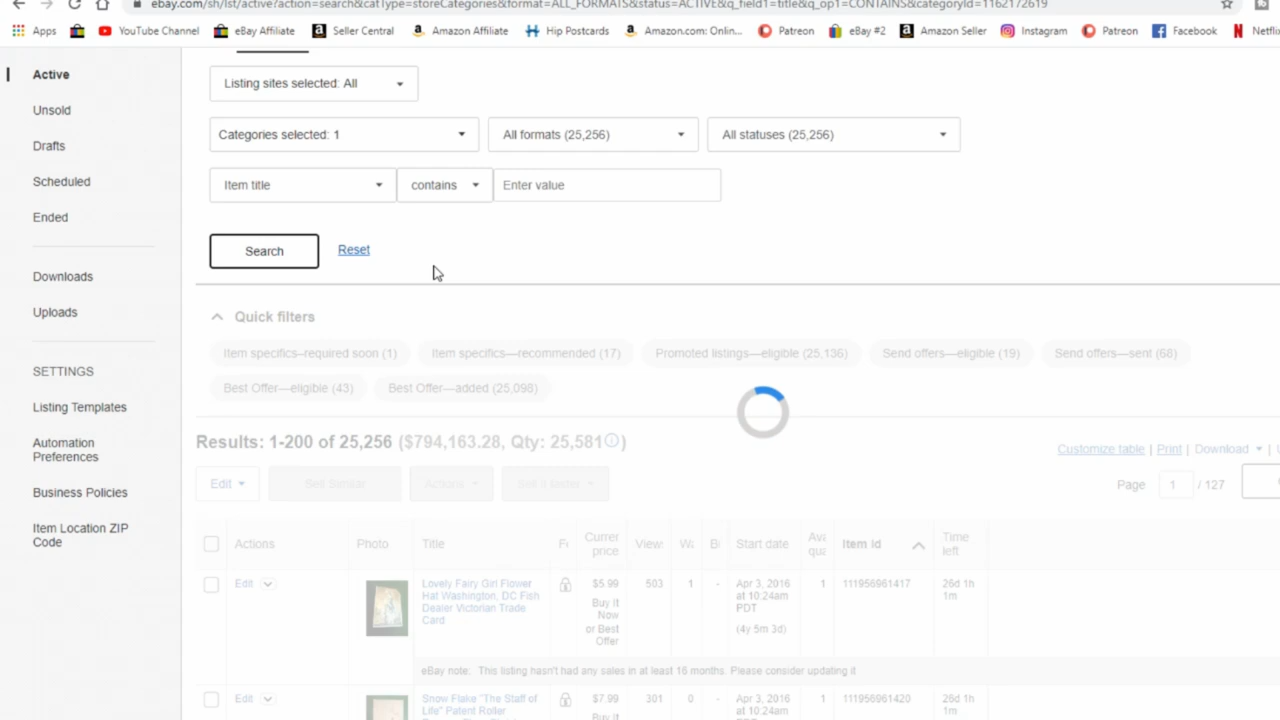 ebay.com/sh/lst/active?action=search&catType=storeCategories&format=ALL_FORMATS&status=ACTIVE&q_field1=title&q_op1=CONTAINS&categoryId=1162172619
Apps YouTube Channel eBay Affiliate Seller Central Amazon Affiliate Hip Postcards Amazon.com: Onlin... Patreon eBay #2 Amazon Seller Instagram Patreon Facebook Netfli
Active
Unsold
Drafts
Scheduled
Ended
Downloads
Uploads
SETTINGS
Listing Templates
Automation
Preferences
Business Policies
Item Location ZIP
Code
Listing sites selected: All
Categories selected: 1 All formats (25,256) All statuses (25,256)
Item title contains Enter value
Search Reset
Quick filters
Item specifics–required soon (1) Item specifics—recommended (17) Promoted listings—eligible (25,136) Send offers—eligible (19) Send offers—sent (68)
Best Offer—eligible (43) Best Offer—added (25,098)
Results: 1-200 of 25,256 ($794,163.28, Qty: 25,581)
Customize table | Print | Download |
Edit Sell Similar Actions
Page 1 / 127
Actions Photo Title Currer price View Start date Ava qua Item Id Time left
Edit
Lovely Fairy Girl Flower
Hat Washington, DC Fish
Dealer Victorian Trade
Card
$5.99
Buy It
Now
or Best
Offer
503
1
Apr 3, 2016
at 10:24am
PDT
(4y 5m 3d)
1
111956961417
26d 1h
1m
eBay note: This listing hasn't had any sales in at least 16 months. Please consider updating it
Edit
Snow Flake "The Staff of
Life" Patent Roller
$7.99
Buy It
301
0
Apr 3, 2016
at 10:24am
1
111956961420
26d 1h
1m